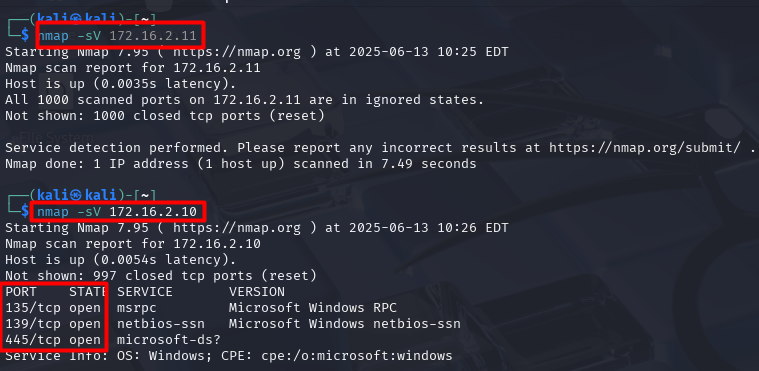 ┌──(kali㉿kali)-[~]
└─$ nmap -sV 172.16.2.11
Starting Nmap 7.95 ( https://nmap.org ) at 2025-06-13 10:25 EDT
Nmap scan report for 172.16.2.11
Host is up (0.0035s latency).
All 1000 scanned ports on 172.16.2.11 are in ignored states.
Not shown: 1000 closed tcp ports (reset)
Service detection performed. Please report any incorrect results at https://nmap.org/submit/ .
Nmap done: 1 IP address (1 host up) scanned in 7.49 seconds
┌──(kali㉿kali)-[~]
└─$ nmap -sV 172.16.2.10
Starting Nmap 7.95 ( https://nmap.org ) at 2025-06-13 10:26 EDT
Nmap scan report for 172.16.2.10
Host is up (0.0054s latency).
Not shown: 997 closed tcp ports (reset)
PORT    STATE SERVICE       VERSION
135/tcp open  msrpc         Microsoft Windows RPC
139/tcp open  netbios-ssn   Microsoft Windows netbios-ssn
445/tcp open  microsoft-ds?
Service Info: OS: Windows; CPE: cpe:/o:microsoft:windows